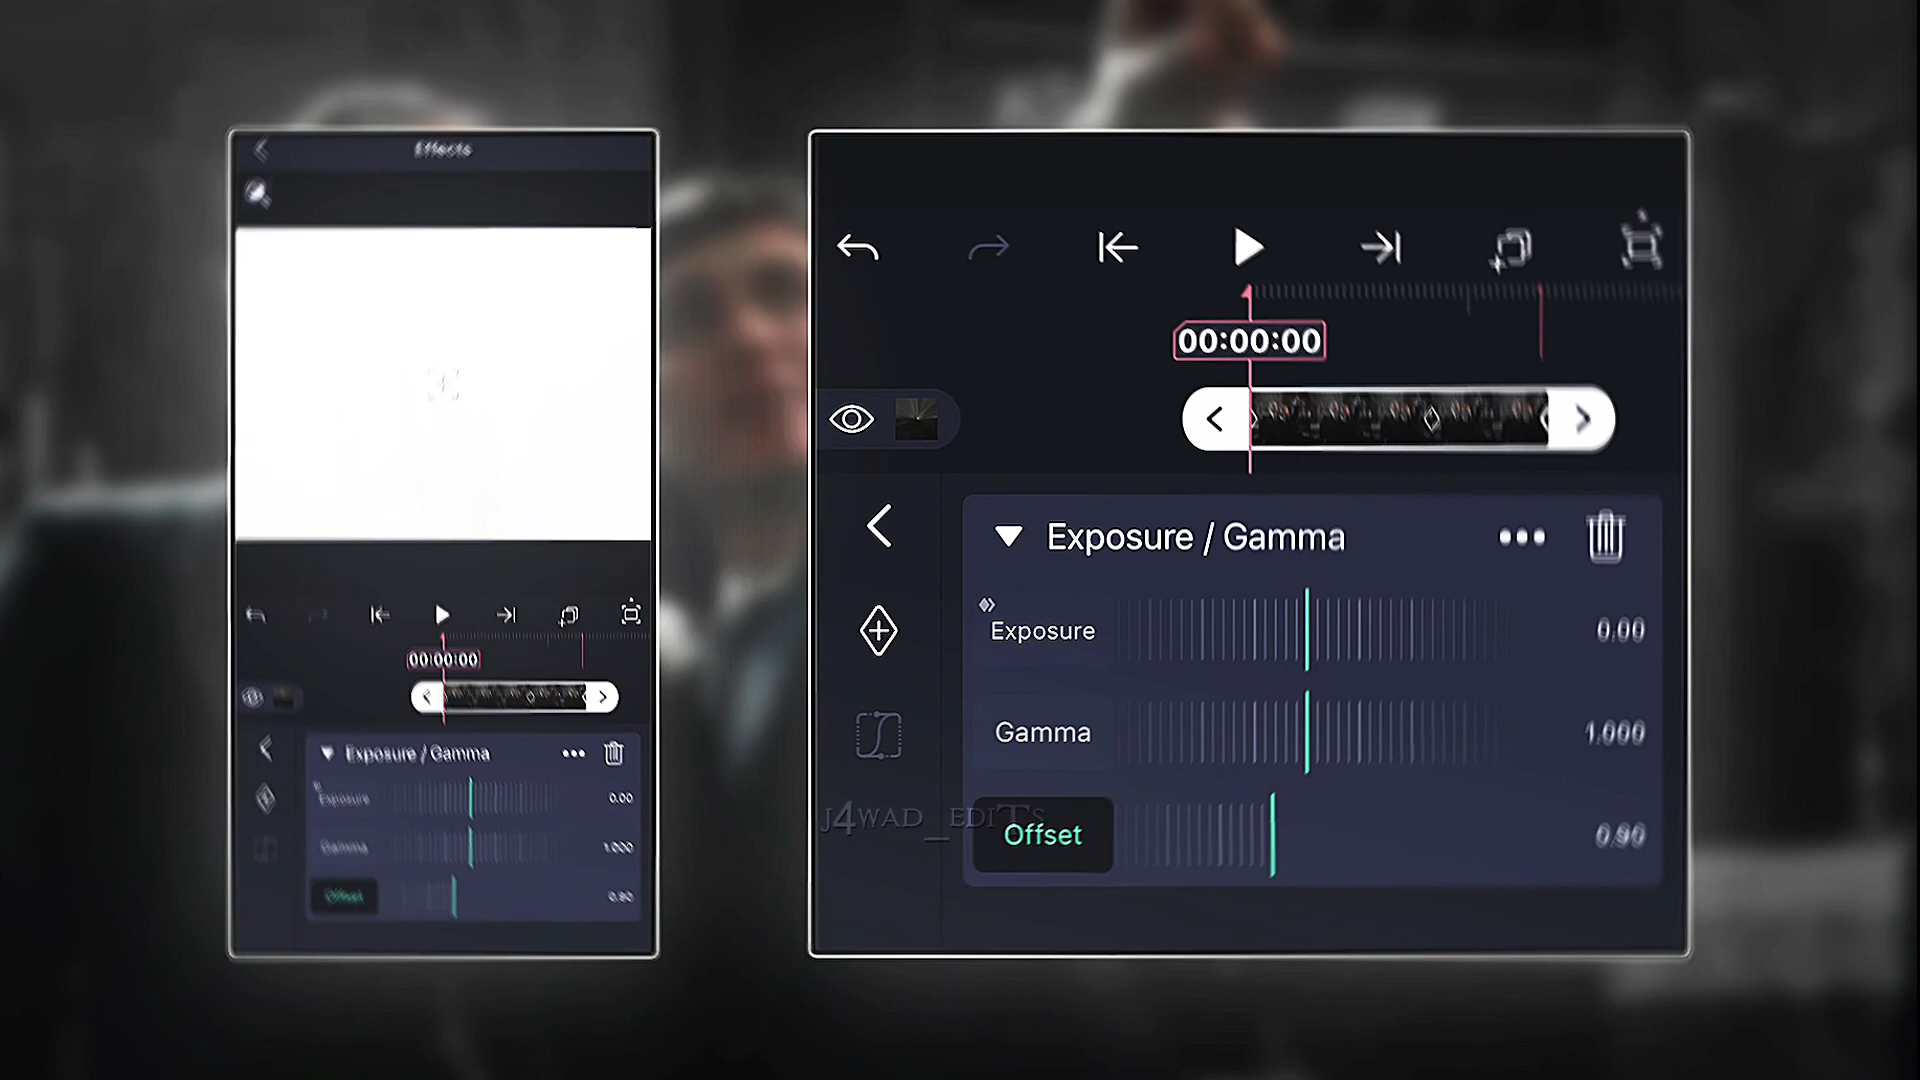 Effects
00:00:00
Exposure / Gamma
Exposure 0.00
Gamma 1.000
Offset 0.90
00:00:00
Exposure / Gamma
Exposure 0.00
Gamma 1.000
J4WAD_EDITS
Offset 0.90